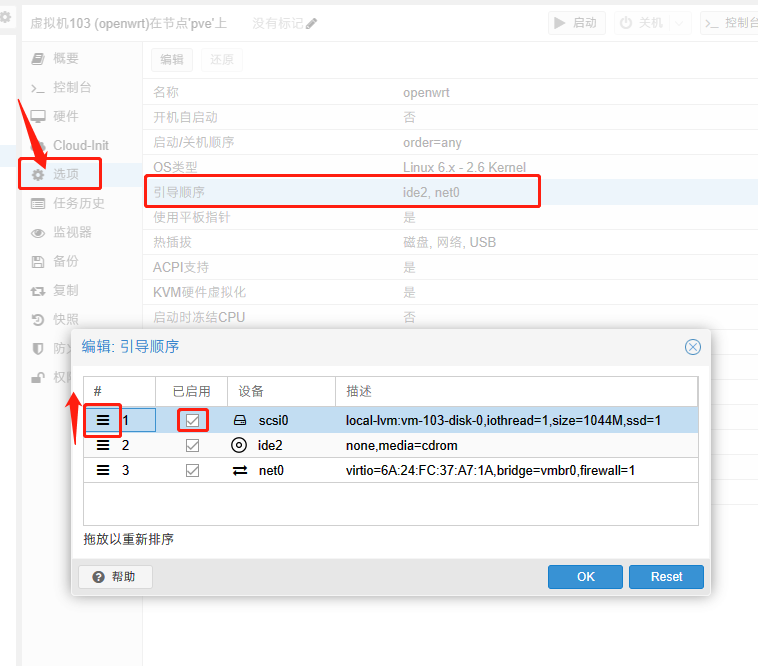 虚拟机103 (openwrt)在节点'pve'上 没有标记 启动 关机 控制台
概要 编辑 还原
控制台 名称 openwrt
硬件 开机自启动 否
Cloud-Init 启动/关机顺序 order=any
选项 OS类型 Linux 6.x - 2.6 Kernel
引导顺序 ide2, net0
任务历史 使用平板指针 是
监视器 热插拔 磁盘, 网络, USB
备份 ACPI支持 是
复制 KVM硬件虚拟化 是
快照 启动时冻结CPU 否
编辑: 引导顺序
# 已启用 设备 描述
1 scsi0 local-lvm:vm-103-disk-0,iothread=1,size=1044M,ssd=1
2 ide2 none,media=cdrom
3 net0 virtio=6A:24:FC:37:A7:1A,bridge=vmbr0,firewall=1
拖放以重新排序
帮助 OK Reset